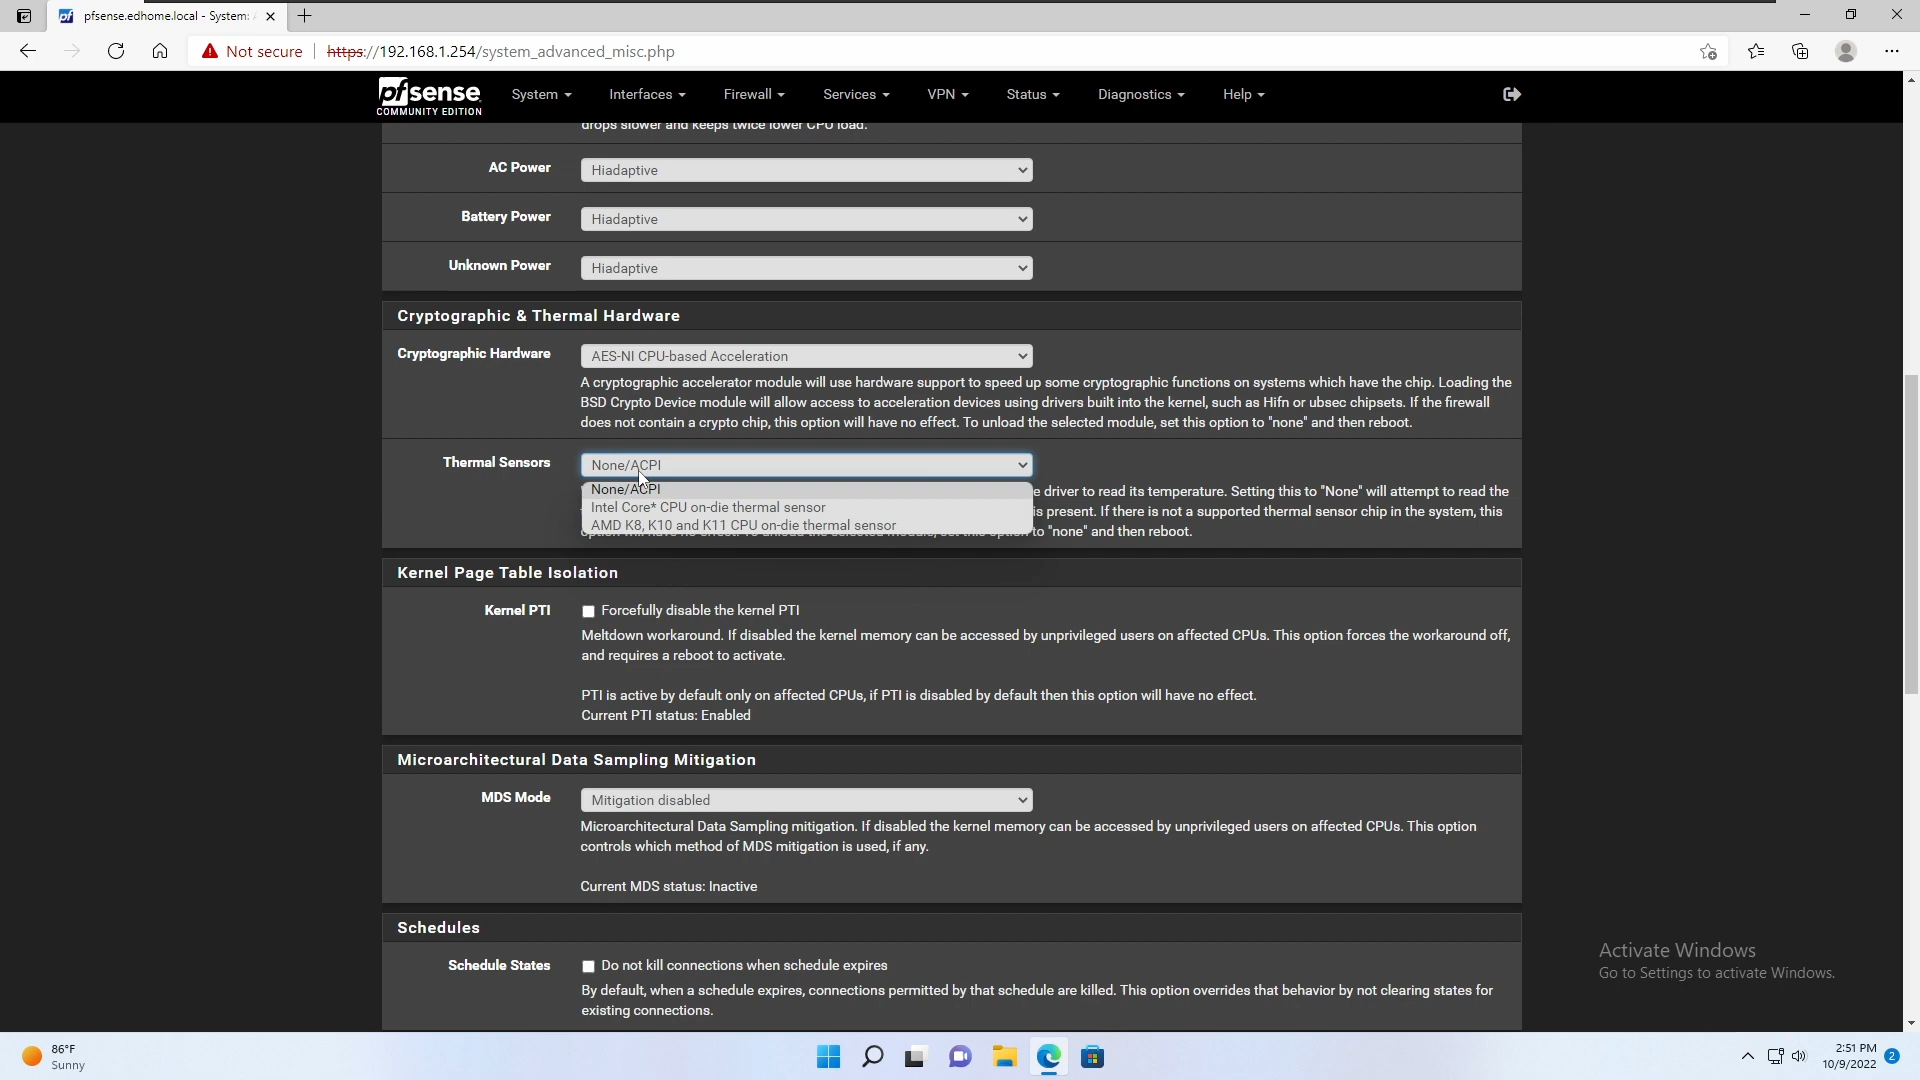 pfsense.edhome.local - System:
Not secure
https://192.168.1.254/system_advanced_misc.php
pfsense
COMMUNITY EDITION
System
Interfaces
Firewall
Services
VPN
Status
Diagnostics
Help
drops slower and keeps twice lower CPU load.
AC Power
Hiadaptive
Battery Power
Hiadaptive
Unknown Power
Hiadaptive
Cryptographic & Thermal Hardware
Cryptographic Hardware
AES-NI CPU-based Acceleration
A cryptographic accelerator module will use hardware support to speed up some cryptographic functions on systems which have the chip. Loading the
BSD Crypto Device module will allow access to acceleration devices using drivers built into the kernel, such as Hifn or ubsec chipsets. If the firewall
does not contain a crypto chip, this option will have no effect. To unload the selected module, set this option to "none" and then reboot.
Thermal Sensors
None/ACPI
None/ACPI
Intel Core* CPU on-die thermal sensor
AMD K8, K10 and K11 CPU on-die thermal sensor
e driver to read its temperature. Setting this to "None" will attempt to read the
is present. If there is not a supported thermal sensor chip in the system, this
option will have no effect. To unload the selected module, set this option to "none" and then reboot.
Kernel Page Table Isolation
Kernel PTI
Forcefully disable the kernel PTI
Meltdown workaround. If disabled the kernel memory can be accessed by unprivileged users on affected CPUs. This option forces the workaround off,
and requires a reboot to activate.
PTI is active by default only on affected CPUs, if PTI is disabled by default then this option will have no effect.
Current PTI status: Enabled
Microarchitectural Data Sampling Mitigation
MDS Mode
Mitigation disabled
Microarchitectural Data Sampling mitigation. If disabled the kernel memory can be accessed by unprivileged users on affected CPUs. This option
controls which method of MDS mitigation is used, if any.
Current MDS status: Inactive
Schedules
Schedule States
Do not kill connections when schedule expires
By default, when a schedule expires, connections permitted by that schedule are killed. This option overrides that behavior by not clearing states for
existing connections.
Activate Windows
Go to Settings to activate Windows.
86°F
Sunny
2:51 PM
10/9/2022
2